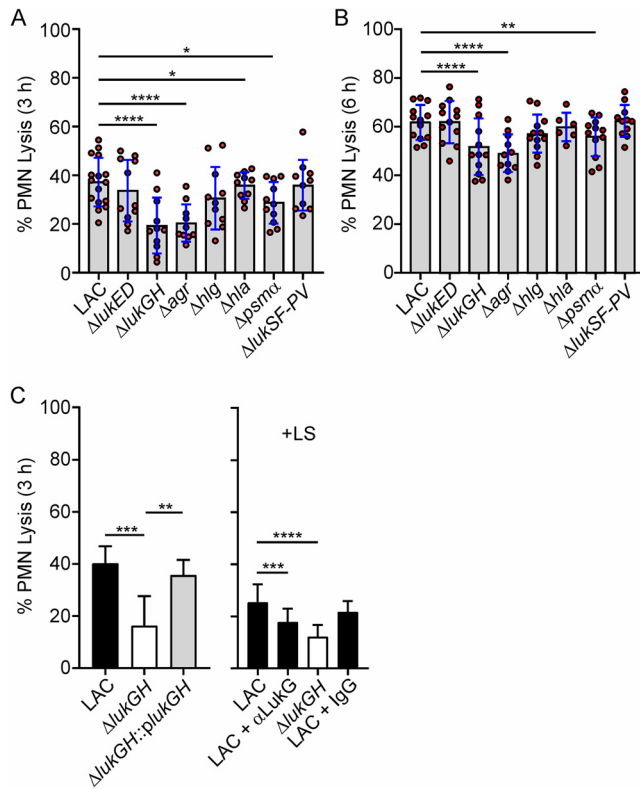 A
% PMN Lysis (3 h)
100
80
60
40
20
0
*
*
****
****
LAC
ΔlukED
ΔlukGH
Δagr
Δhlg
Δhla
Δpsmα
ΔlukSF-PV
B
% PMN Lysis (6 h)
100
80
60
40
20
0
**
****
****
LAC
ΔlukED
ΔlukGH
Δagr
Δhlg
Δhla
Δpsmα
ΔlukSF-PV
C
% PMN Lysis (3 h)
100
80
60
40
20
0
***
**
LAC
ΔlukGH
ΔlukGH::plukGH
+LS
****
***
LAC
LAC + αLukG
ΔlukGH
LAC + IgG